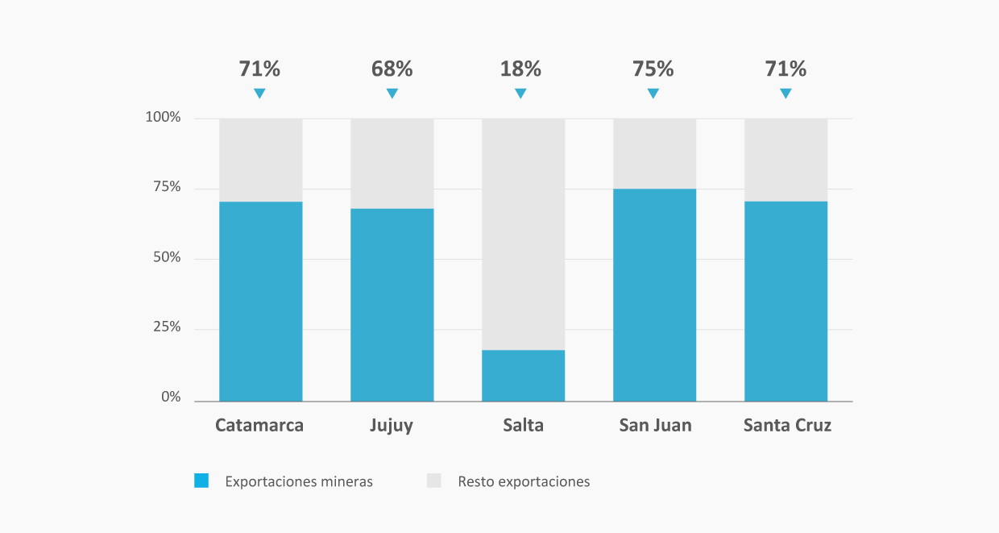 71% 68% 18% 75% 71%
100%
75%
50%
25%
0%
Catamarca Jujuy Salta San Juan Santa Cruz
Exportaciones mineras Resto exportaciones